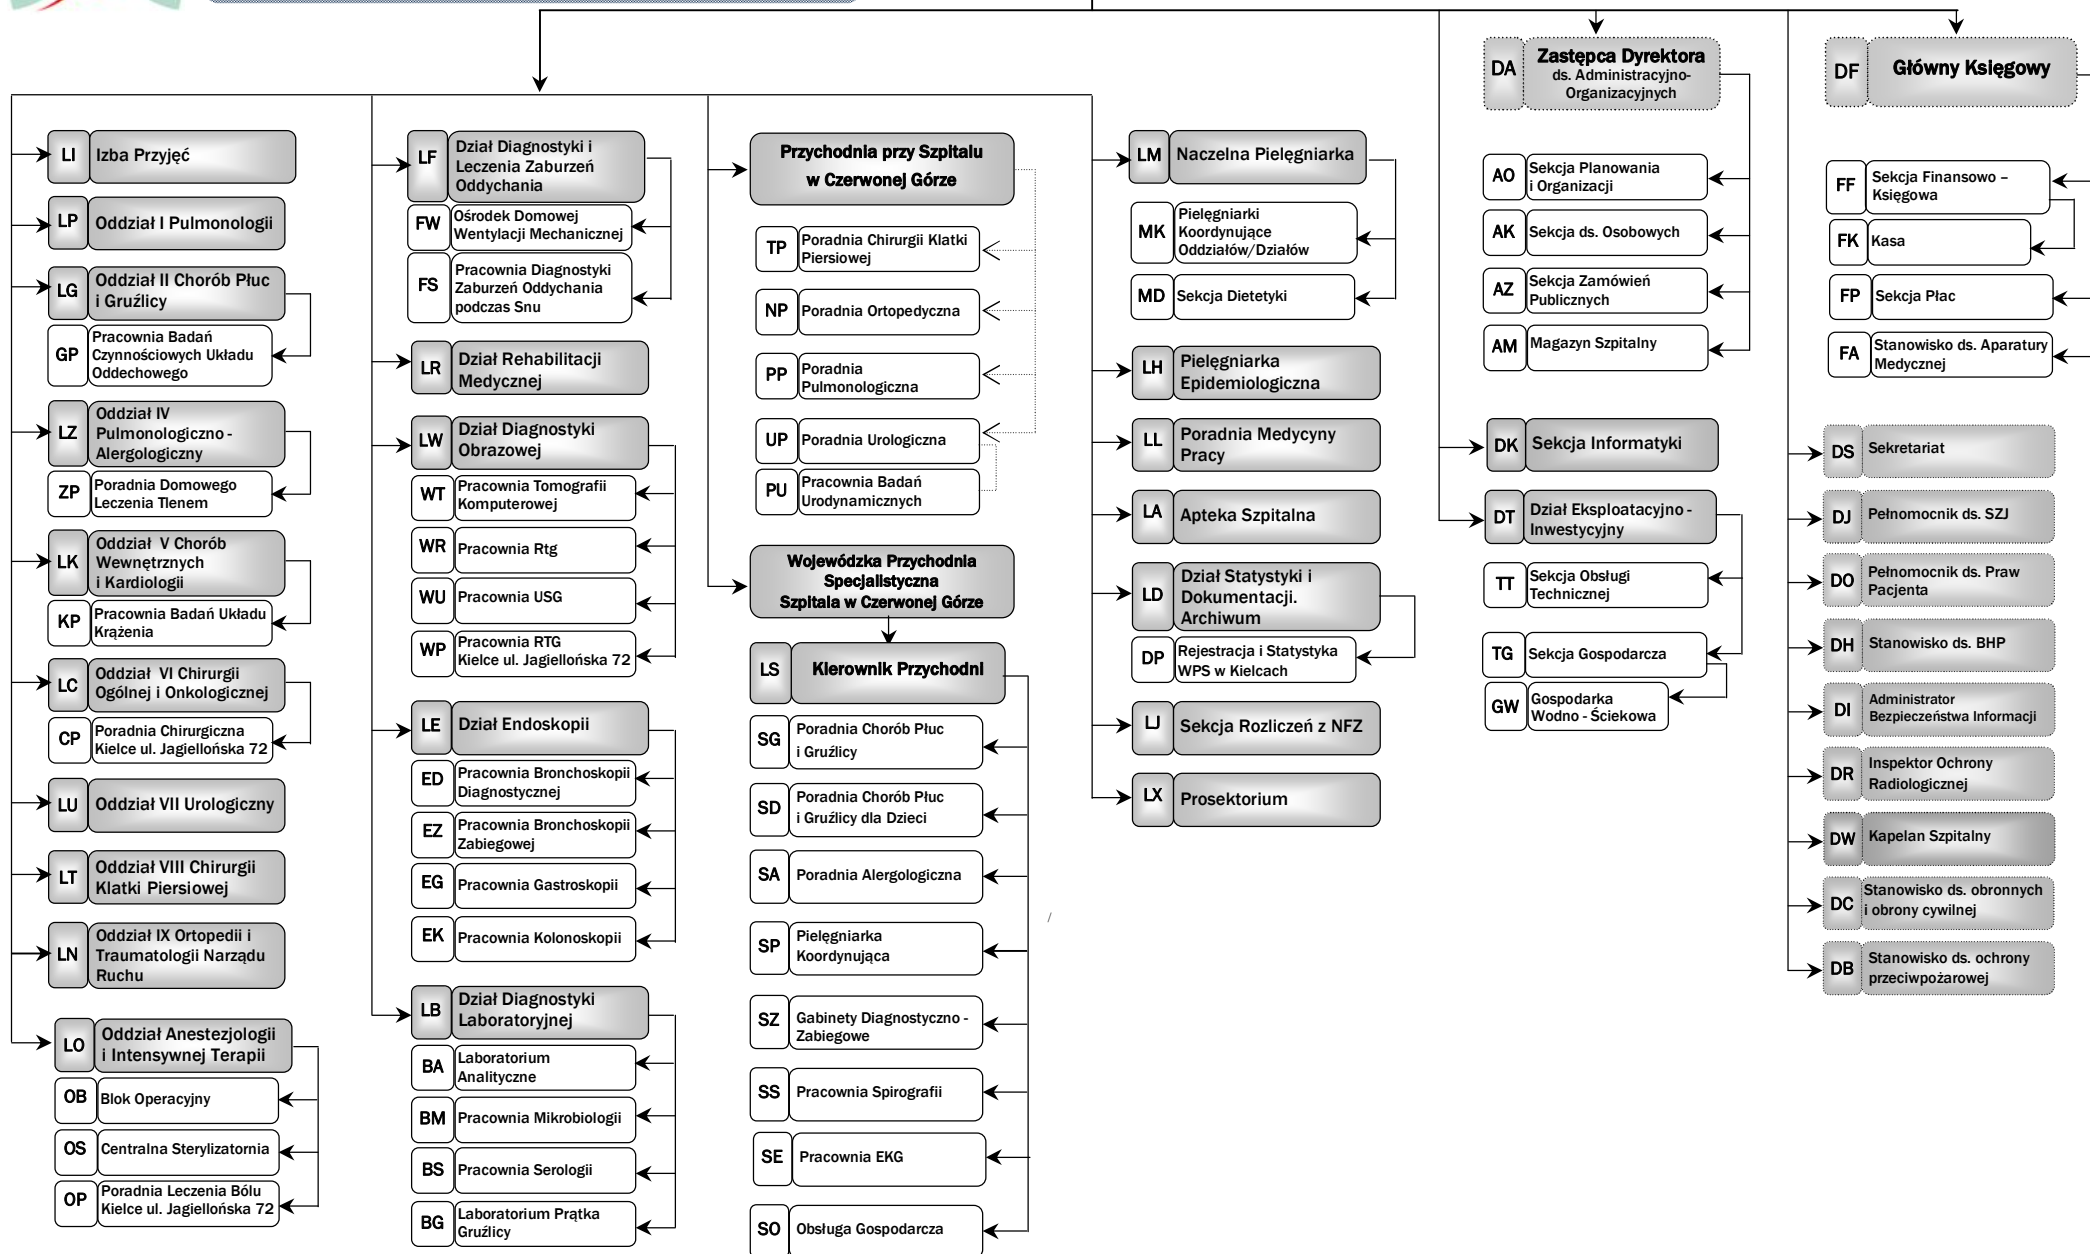 LI
Izba Przyjęć
LP
Oddział I Pulmonologii
LG
Oddział II Chorób Płuc
i Gruźlicy
GP
Pracownia Badań
Czynnościowych Układu
Oddechowego
LZ
Oddział IV
Pulmonologiczno -
Alergologiczny
ZP
Poradnia Domowego
Leczenia Tlenem
LK
Oddział V Chorób
Wewnętrznych
i Kardiologii
KP
Pracownia Badań Układu
Krążenia
LC
Oddział VI Chirurgii
Ogólnej i Onkologicznej
CP
Poradnia Chirurgiczna
Kielce ul. Jagiellońska 72
LU
Oddział VII Urologiczny
LT
Oddział VIII Chirurgii
Klatki Piersiowej
LN
Oddział IX Ortopedii i
Traumatologii Narządu
Ruchu
LO
Oddział Anestezjologii
i Intensywnej Terapii
OB
Blok Operacyjny
OS
Centralna Sterylizatornia
OP
Poradnia Leczenia Bólu
Kielce ul. Jagiellońska 72
LF
Dział Diagnostyki i
Leczenia Zaburzeń
Oddychania
FW
Ośrodek Domowej
Wentylacji Mechanicznej
FS
Pracownia Diagnostyki
Zaburzeń Oddychania
podczas Snu
LR
Dział Rehabilitacji
Medycznej
LW
Dział Diagnostyki
Obrazowej
WT
Pracownia Tomografii
Komputerowej
WR
Pracownia Rtg
WU
Pracownia USG
WP
Pracownia RTG
Kielce ul. Jagiellońska 72
LE
Dział Endoskopii
ED
Pracownia Bronchoskopii
Diagnostycznej
EZ
Pracownia Bronchoskopii
Zabiegowej
EG
Pracownia Gastroskopii
EK
Pracownia Kolonoskopii
LB
Dział Diagnostyki
Laboratoryjnej
BA
Laboratorium
Analityczne
BM
Pracownia Mikrobiologii
BS
Pracownia Serologii
BG
Laboratorium Prątka
Gruźlicy
Przychodnia przy Szpitalu
w Czerwonej Górze
TP
Poradnia Chirurgii Klatki
Piersiowej
NP
Poradnia Ortopedyczna
PP
Poradnia
Pulmonologiczna
UP
Poradnia Urologiczna
PU
Pracownia Badań
Urodynamicznych
Wojewódzka Przychodnia
Specjalistyczna
Szpitala w Czerwonej Górze
LS
Kierownik Przychodni
SG
Poradnia Chorób Płuc
i Gruźlicy
SD
Poradnia Chorób Płuc
i Gruźlicy dla Dzieci
SA
Poradnia Alergologiczna
SP
Pielęgniarka
Koordynująca
SZ
Gabinety Diagnostyczno -
Zabiegowe
SS
Pracownia Spirografii
SE
Pracownia EKG
SO
Obsługa Gospodarcza
/
LM
Naczelna Pielęgniarka
MK
Pielęgniarki
Koordynujące
Oddziałów/Działów
MD
Sekcja Dietetyki
LH
Pielęgniarka
Epidemiologiczna
LL
Poradnia Medycyny
Pracy
LA
Apteka Szpitalna
LD
Dział Statystyki i
Dokumentacji.
Archiwum
DP
Rejestracja i Statystyka
WPS w Kielcach
LJ
Sekcja Rozliczeń z NFZ
LX
Prosektorium
DA
Zastępca Dyrektora
ds. Administracyjno-
Organizacyjnych
AO
Sekcja Planowania
i Organizacji
AK
Sekcja ds. Osobowych
AZ
Sekcja Zamówień
Publicznych
AM
Magazyn Szpitalny
DK
Sekcja Informatyki
DT
Dział Eksploatacyjno -
Inwestycyjny
TT
Sekcja Obsługi
Technicznej
TG
Sekcja Gospodarcza
GW
Gospodarka
Wodno - Ściekowa
DF
Główny Księgowy
FF
Sekcja Finansowo –
Księgowa
FK
Kasa
FP
Sekcja Płac
FA
Stanowisko ds. Aparatury
Medycznej
DS
Sekretariat
DJ
Pełnomocnik ds. SZJ
DO
Pełnomocnik ds. Praw
Pacjenta
DH
Stanowisko ds. BHP
DI
Administrator
Bezpieczeństwa Informacji
DR
Inspektor Ochrony
Radiologicznej
DW
Kapelan Szpitalny
DC
Stanowisko ds. obronnych
i obrony cywilnej
DB
Stanowisko ds. ochrony
przeciwpożarowej